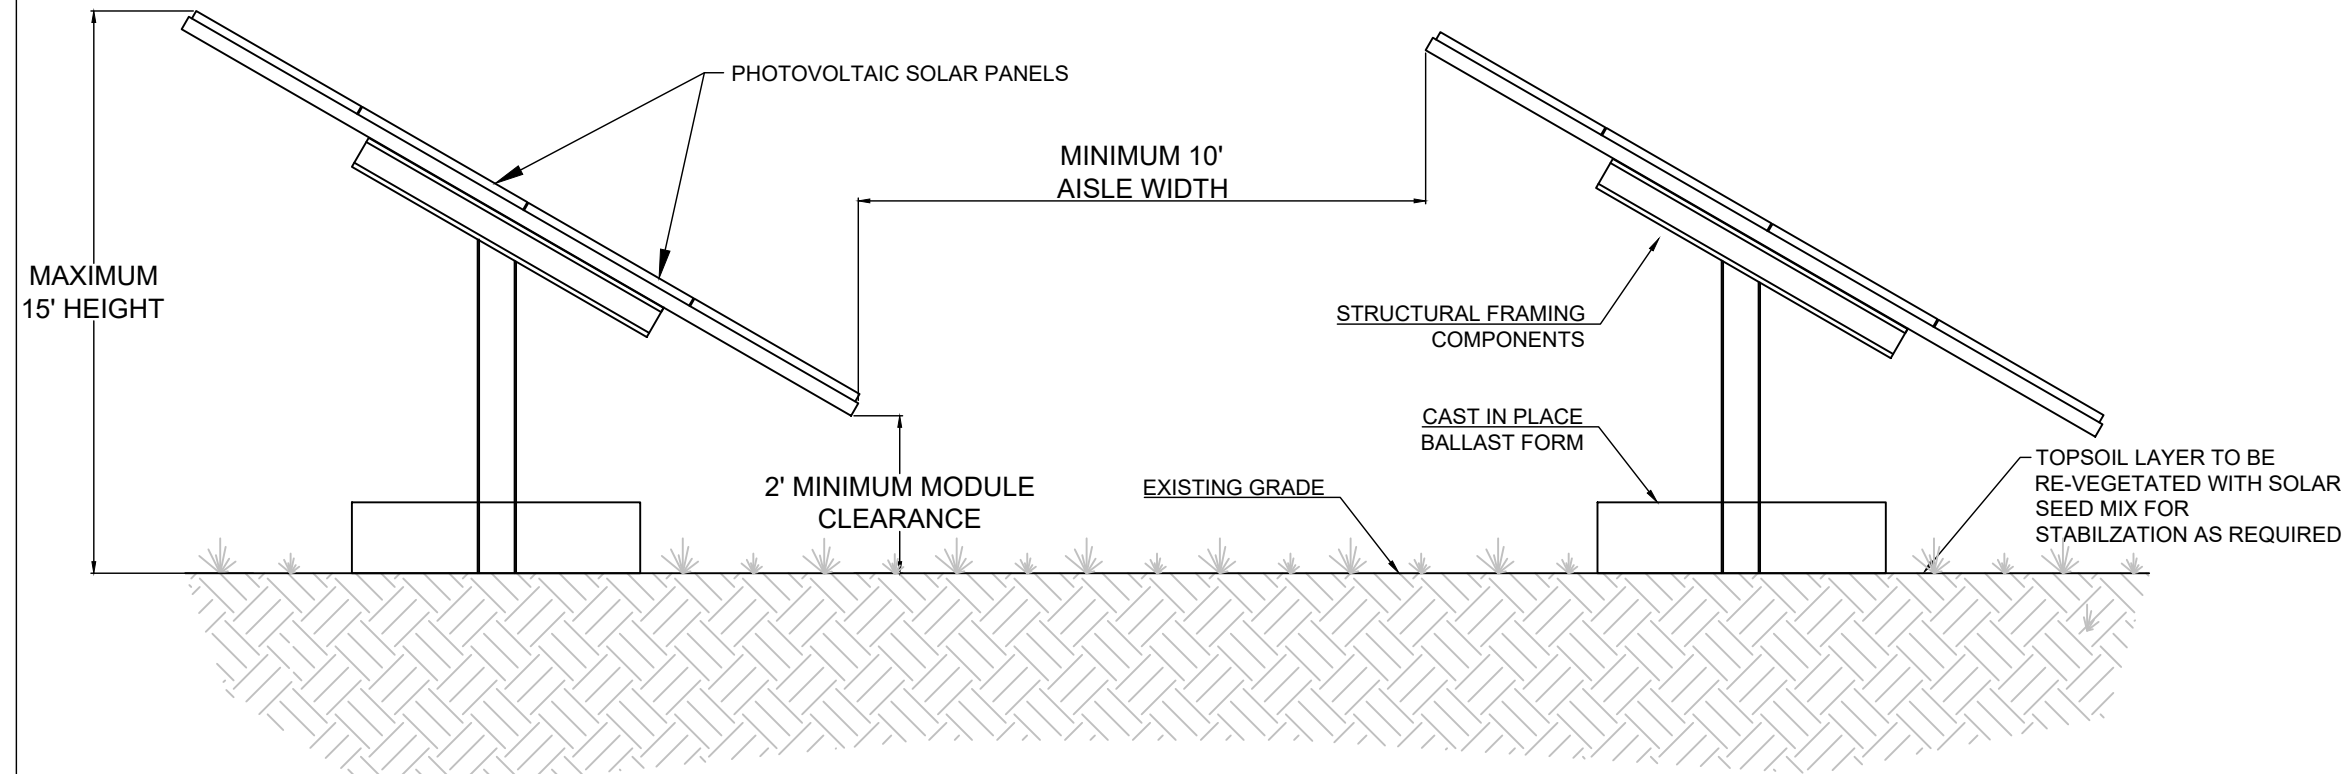 PHOTOVOLTAIC SOLAR PANELS
MINIMUM 10'
AISLE WIDTH
MAXIMUM
15' HEIGHT
STRUCTURAL FRAMING
COMPONENTS
CAST IN PLACE
BALLAST FORM
2' MINIMUM MODULE
CLEARANCE
EXISTING GRADE
TOPSOIL LAYER TO BE
RE-VEGETATED WITH SOLAR
SEED MIX FOR
STABILZATION AS REQUIRED